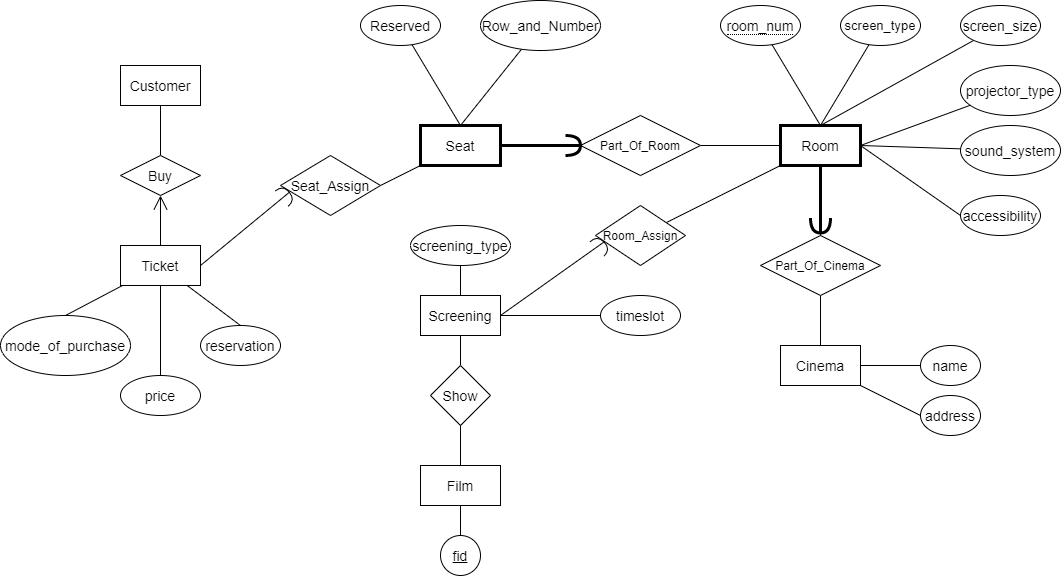 Reserved
Row_and_Number
room_num
screen_type
screen_size
Customer
projector_type
Seat
Part_Of_Room
Room
sound_system
Buy
Seat_Assign
accessibility
screening_type
Room_Assign
Ticket
Part_Of_Cinema
Screening
timeslot
mode_of_purchase
reservation
Cinema
name
price
Show
address
Film
fid